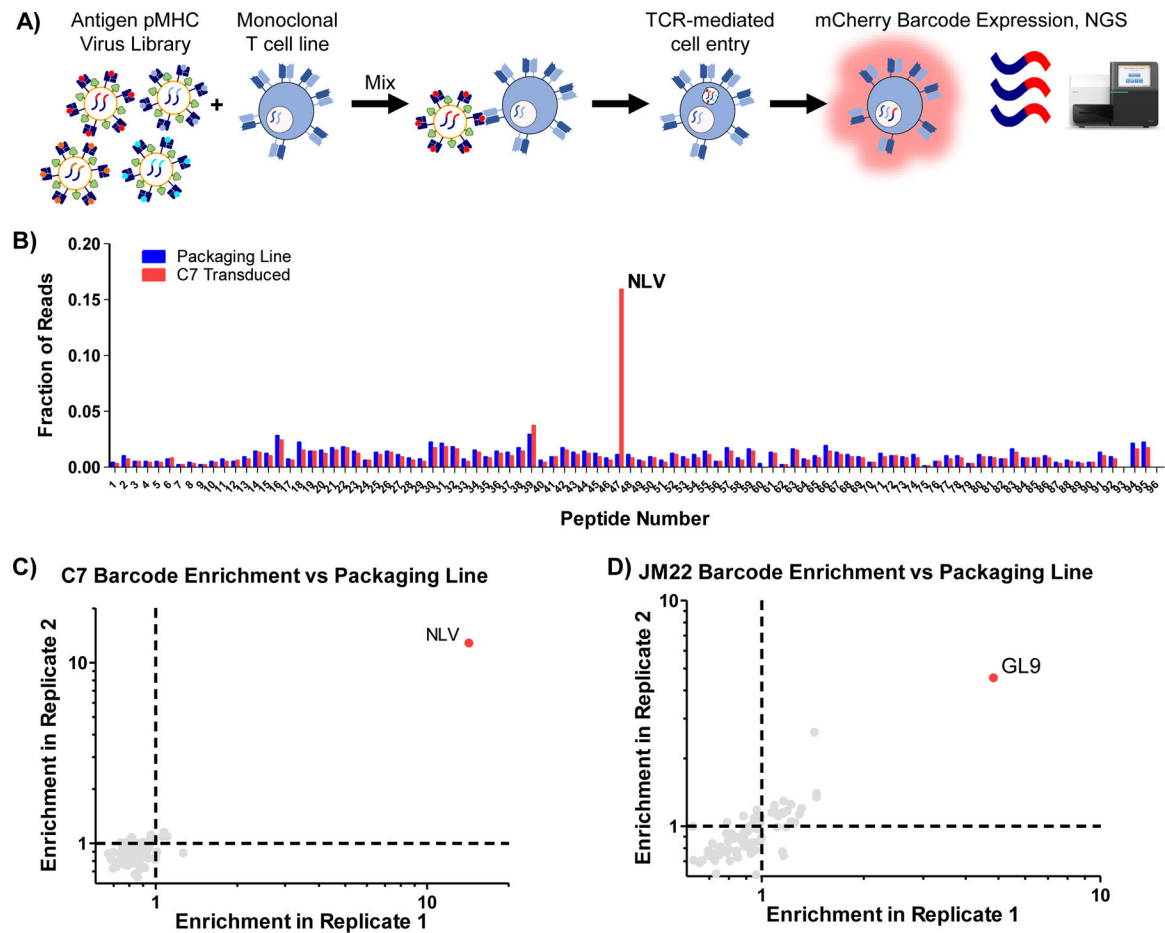 A)
Antigen pMHC
Virus Library
Monoclonal
T cell line
TCR-mediated
cell entry
mCherry Barcode Expression, NGS
+
Mix
B)
Packaging Line
C7 Transduced
NLV
Fraction of Reads
0.20
0.15
0.10
0.05
0.00
1 2 3 4 5 6 7 8 9 10 11 12 13 14 15 16 17 18 19 20 21 22 23 24 25 26 27 28 29 30 31 32 33 34 35 36 37 38 39 40 41 42 43 44 45 46 47 48 49 50 51 52 53 54 55 56 57 58 59 60 61 62 63 64 65 66 67 68 69 70 71 72 73 74 75 76 77 78 79 80 81 82 83 84 85 86 87 88 89 90 91 92 93 94 95 96
Peptide Number
C)
C7 Barcode Enrichment vs Packaging Line
Enrichment in Replicate 2
10
1
NLV
1 10
Enrichment in Replicate 1
D)
JM22 Barcode Enrichment vs Packaging Line
Enrichment in Replicate 2
10
1
GL9
1 10
Enrichment in Replicate 1